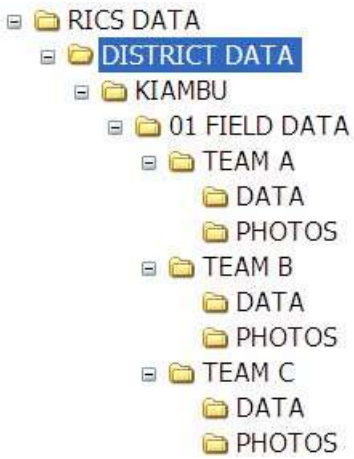 RICS DATA
DISTRICT DATA
KIAMBU
01 FIELD DATA
TEAM A
DATA
PHOTOS
TEAM B
DATA
PHOTOS
TEAM C
DATA
PHOTOS